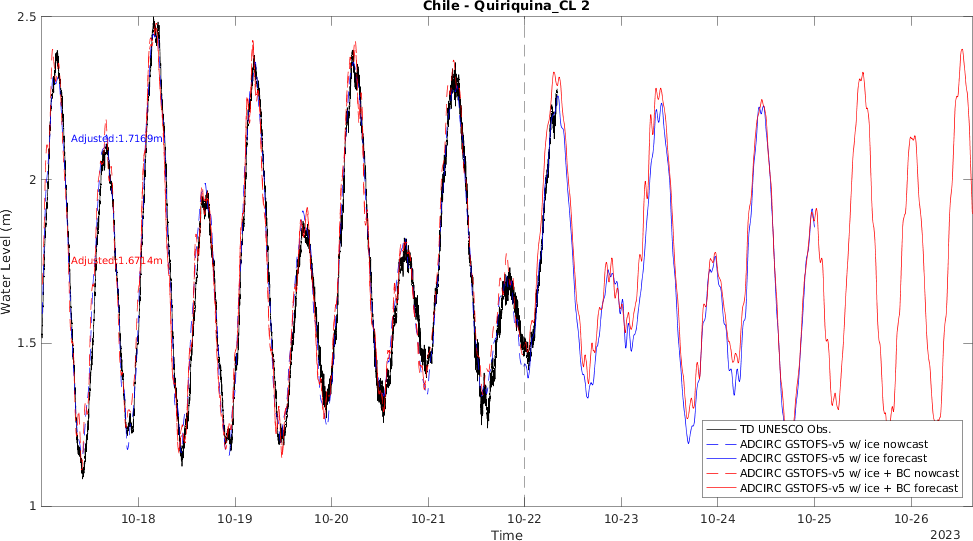 Chile - Quiriquina_CL 2
2.5
2
1.5
1
Water Level (m)
Adjusted:1.7169m
Adjusted:1.6714m
TD UNESCO Obs.
ADCIRC GSTOFS-v5 w/ ice nowcast
ADCIRC GSTOFS-v5 w/ ice forecast
ADCIRC GSTOFS-v5 w/ ice + BC nowcast
ADCIRC GSTOFS-v5 w/ ice + BC forecast
10-18 10-19 10-20 10-21 10-22 10-23 10-24 10-25 10-26
Time
2023